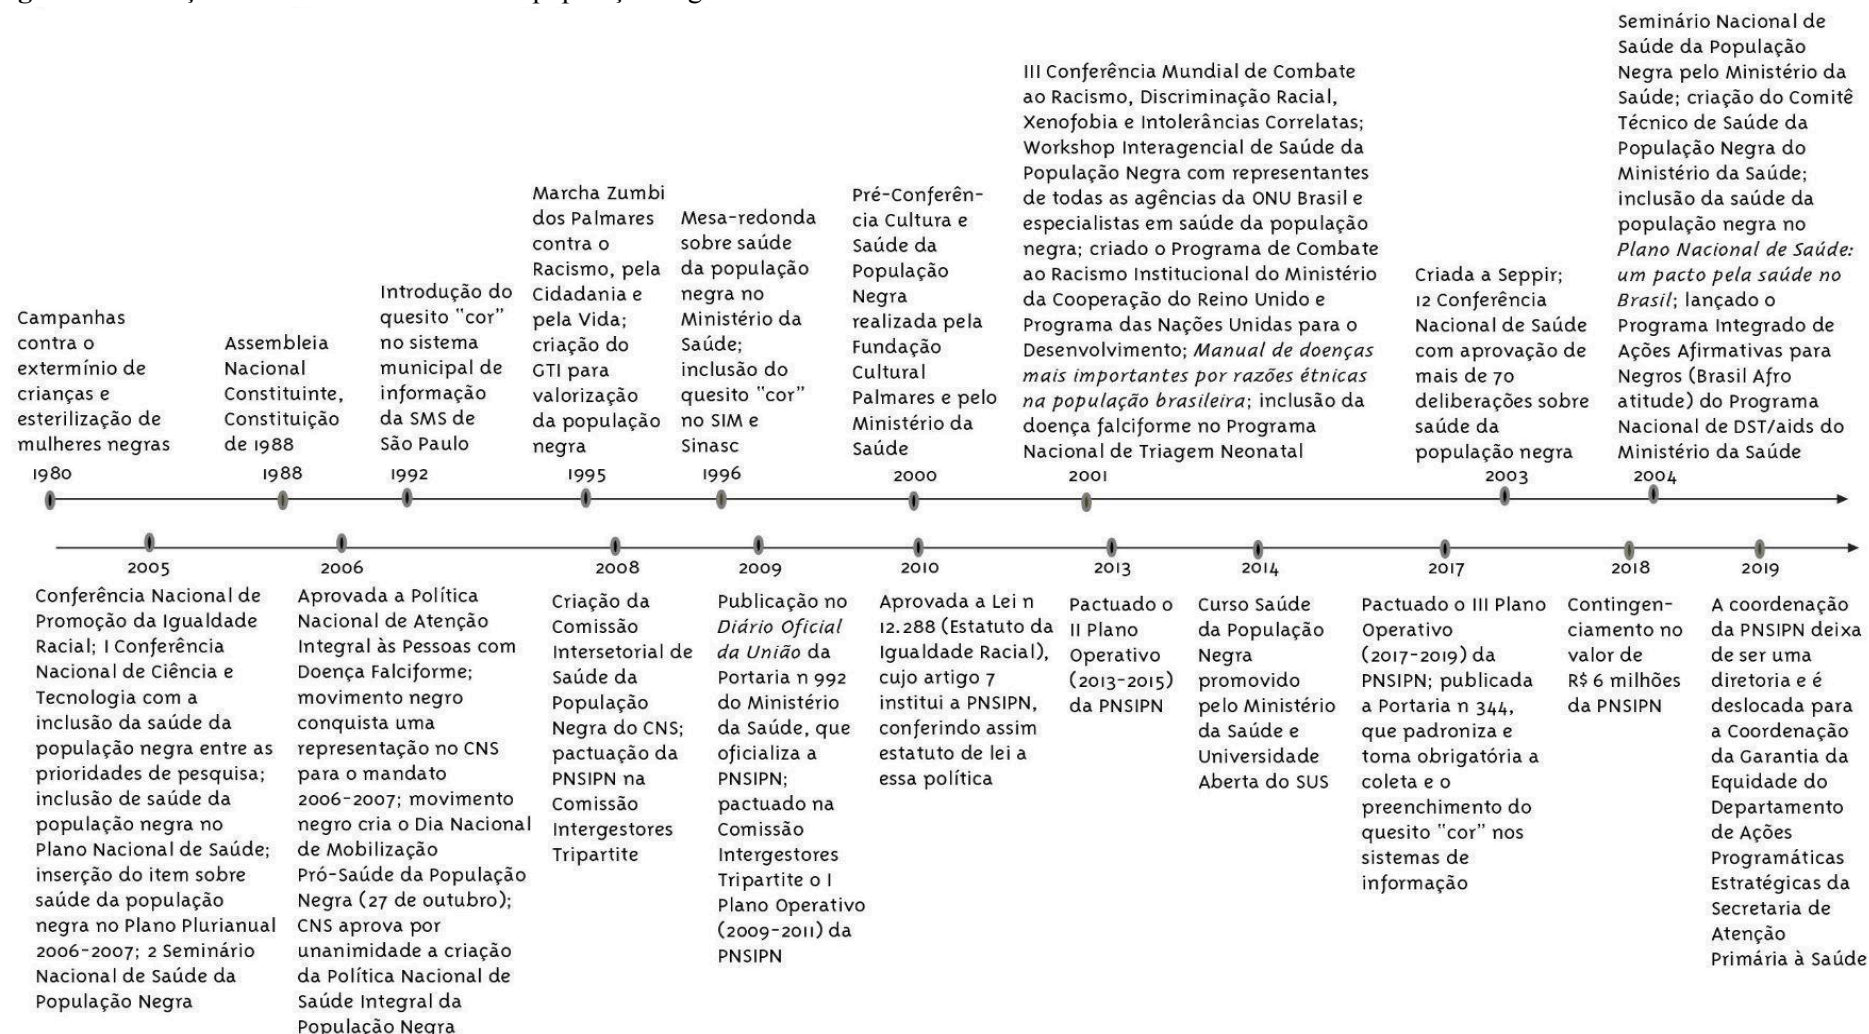 Campanhas
contra o
extermínio de
crianças e
esterilização de
mulheres negras
1980
Assembleia
Nacional
Constituinte,
Constituição
de 1988
1988
Introdução do
quesito "cor"
no sistema
municipal de
informação
da SMS de
São Paulo
1992
Marcha Zumbi
dos Palmares
contra o
Racismo, pela
Cidadania e
pela Vida;
criação do
GTI para
valorização
da população
negra
1995
Mesa-redonda
sobre saúde
da população
negra no
Ministério da
Saúde;
inclusão do
quesito "cor"
no SIM e
Sinasc
1996
Pré-Conferên-
cia Cultura e
Saúde da
População
Negra
realizada pela
Fundação
Cultural
Palmares e pelo
Ministério da
Saúde
2000
III Conferência Mundial de Combate
ao Racismo, Discriminação Racial,
Xenofobia e Intolerâncias Correlatas;
Workshop Interagencial de Saúde da
População Negra com representantes
de todas as agências da ONU Brasil e
especialistas em saúde da população
negra; criado o Programa de Combate
ao Racismo Institucional do Ministério
da Cooperação do Reino Unido e
Programa das Nações Unidas para o
Desenvolvimento; Manual de doenças
mais importantes por razões étnicas
na população brasileira; inclusão da
doença falciforme no Programa
Nacional de Triagem Neonatal
2001
Criada a Seppir;
12 Conferência
Nacional de Saúde
com aprovação de
mais de 70
deliberações sobre
saúde da
população negra
2003
Seminário Nacional de
Saúde da População
Negra pelo Ministério da
Saúde; criação do Comitê
Técnico de Saúde da
População Negra do
Ministério da Saúde;
inclusão da saúde da
população negra no
Plano Nacional de Saúde:
um pacto pela saúde no
Brasil; lançado o
Programa Integrado de
Ações Afirmativas para
Negros (Brasil Afro
atitude) do Programa
Nacional de DST/aids do
Ministério da Saúde
2004
2005
Conferência Nacional de
Promoção da Igualdade
Racial; I Conferência
Nacional de Ciência e
Tecnologia com a
inclusão da saúde da
população negra entre as
prioridades de pesquisa;
inclusão de saúde da
população negra no
Plano Nacional de Saúde;
inserção do item sobre
saúde da população
negra no Plano Plurianual
2006-2007; 2 Seminário
Nacional de Saúde da
População Negra
2006
Aprovada a Política
Nacional de Atenção
Integral às Pessoas com
Doença Falciforme;
movimento negro
conquista uma
representação no CNS
para o mandato
2006-2007; movimento
negro cria o Dia Nacional
de Mobilização
Pró-Saúde da População
Negra (27 de outubro);
CNS aprova por
unanimidade a criação
da Política Nacional de
Saúde Integral da
População Negra
2008
Criação da
Comissão
Intersetorial de
Saúde da
População
Negra do CNS;
pactuação da
PNSIPN na
Comissão
Intergestores
Tripartite
2009
Publicação no
Diário Oficial
da União da
Portaria n 992
do Ministério
da Saúde, que
oficializa a
PNSIPN;
pactuado na
Comissão
Intergestores
Tripartite o I
Plano Operativo
(2009-2011) da
PNSIPN
2010
Aprovada a Lei n
12.288 (Estatuto da
Igualdade Racial),
cujo artigo 7
institui a PNSIPN,
conferindo assim
estatuto de lei a
essa política
2013
Pactuado o
II Plano
Operativo
(2013-2015)
da PNSIPN
2014
Curso Saúde
da População
Negra
promovido
pelo Ministério
da Saúde e
Universidade
Aberta do SUS
2017
Pactuado o III Plano
Operativo
(2017-2019) da
PNSIPN; publicada
a Portaria n 344,
que padroniza e
torna obrigatória a
coleta e o
preenchimento do
quesito "cor" nos
sistemas de
informação
2018
Contingen-
ciamento no
valor de
R$ 6 milhões
da PNSIPN
2019
A coordenação
da PNSIPN deixa
de ser uma
diretoria e é
deslocada para
a Coordenação
da Garantia da
Equidade do
Departamento
de Ações
Programáticas
Estratégicas da
Secretaria de
Atenção
Primária à Saúde